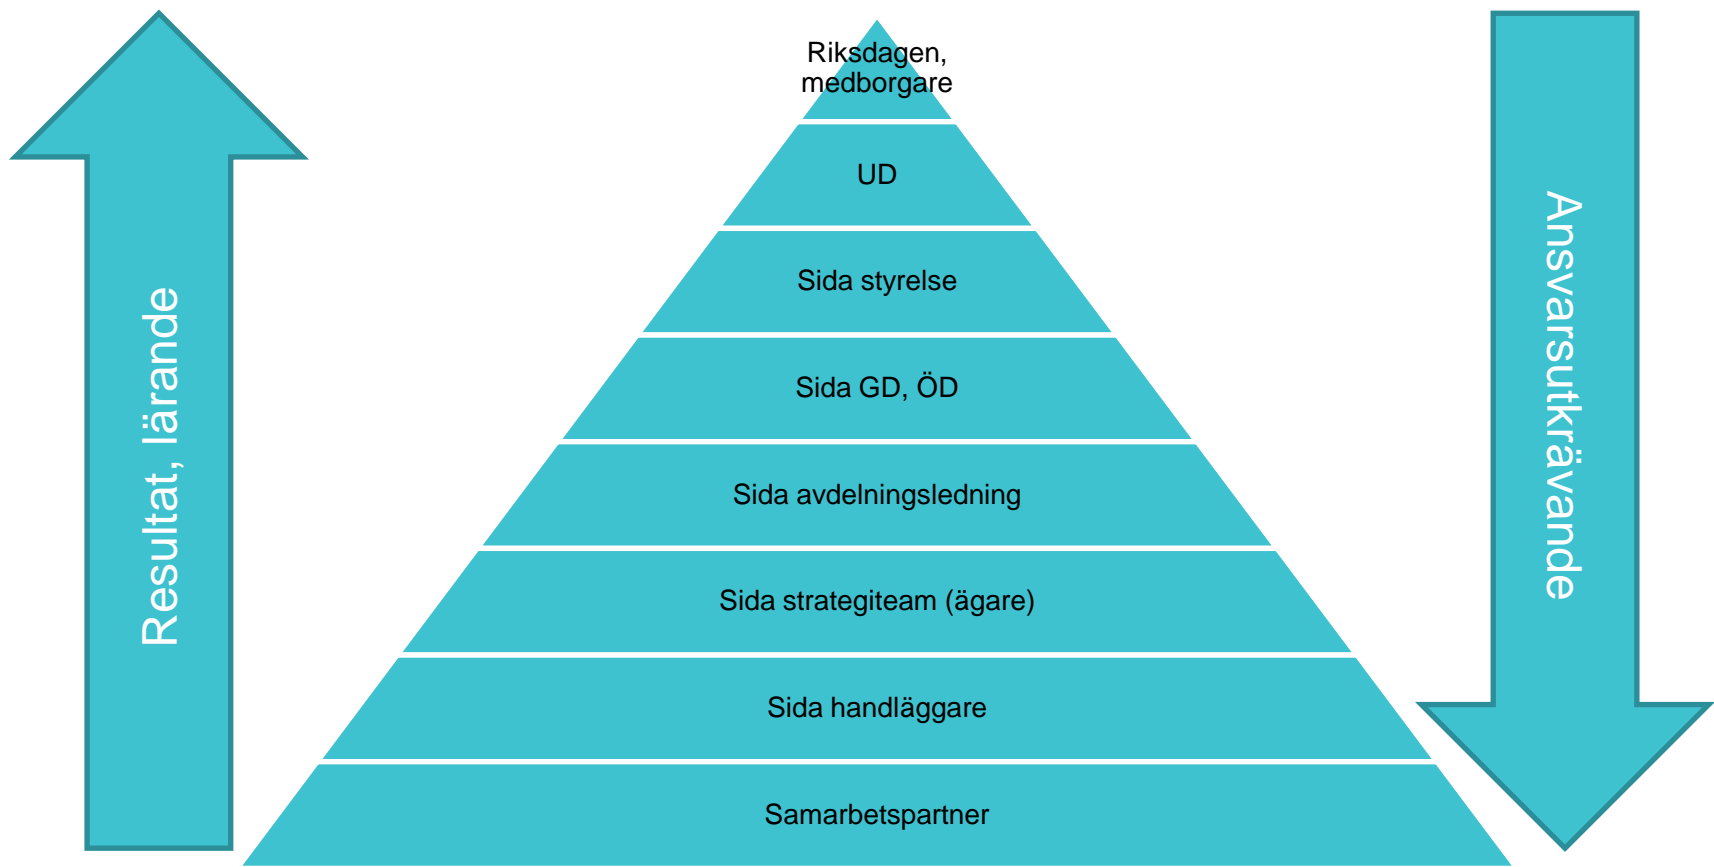 Resultat, lärande
Riksdagen,
medborgare
UD
Sida styrelse
Sida GD, ÖD
Sida avdelningsledning
Sida strategiteam (ägare)
Sida handläggare
Samarbetspartner
Ansvarsutkrävande